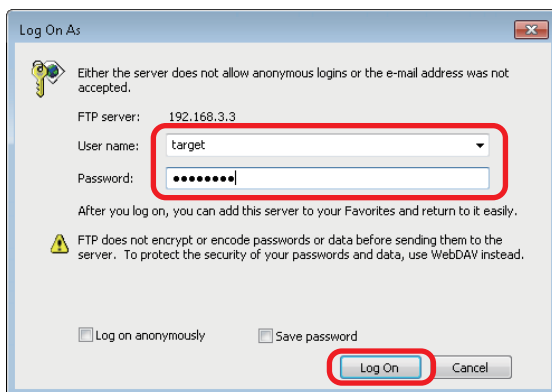 Log On As
Either the server does not allow anonymous logins or the e-mail address was not
accepted.
FTP server: 192.168.3.3
User name: target
Password: ●●●●●●●●
After you log on, you can add this server to your Favorites and return to it easily.
FTP does not encrypt or encode passwords or data before sending them to the
server. To protect the security of your passwords and data, use WebDAV instead.
Log on anonymously Save password
Log On Cancel